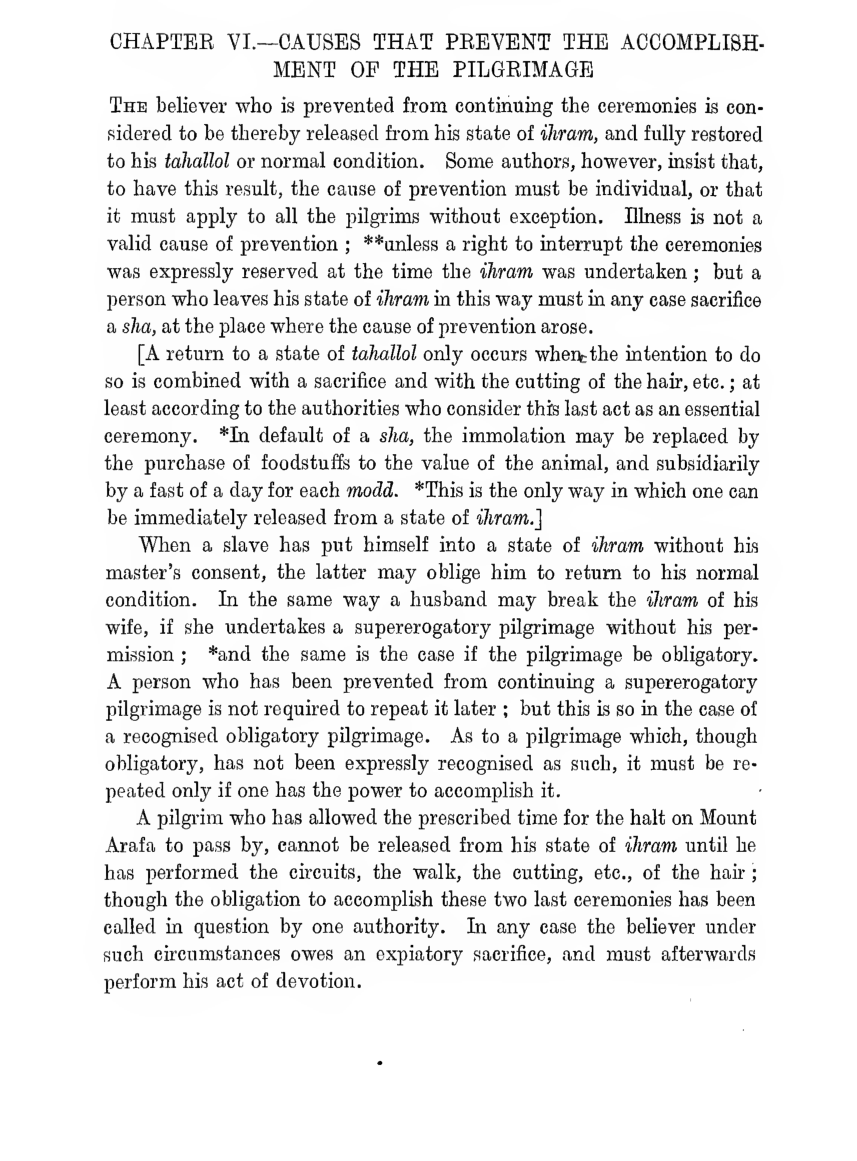 CHAPTER VI.—CAUSES THAT PREVENT THE ACCOMPLISH-
MENT OF THE PILGRIMAGE
THE believer who is prevented from continuing the ceremonies is con-
sidered to be thereby released from his state of ihram, and fully restored
to his tahallol or normal condition. Some authors, however, insist that,
to have this result, the cause of prevention must be individual, or that
it must apply to all the pilgrims without exception. Illness is not a
valid cause of prevention ; **unless a right to interrupt the ceremonies
was expressly reserved at the time the ihram was undertaken ; but a
person who leaves his state of ihram in this way must in any case sacrifice
a sha, at the place where the cause of prevention arose.
[A return to a state of tahallol only occurs when the intention to do
so is combined with a sacrifice and with the cutting of the hair, etc. ; at
least according to the authorities who consider this last act as an essential
ceremony. *In default of a sha, the immolation may be replaced by
the purchase of foodstuffs to the value of the animal, and subsidiarily
by a fast of a day for each modd. *This is the only way in which one can
be immediately released from a state of ihram.]
When a slave has put himself into a state of ihram without his
master's consent, the latter may oblige him to return to his normal
condition. In the same way a husband may break the ihram of his
wife, if she undertakes a supererogatory pilgrimage without his per-
mission ; *and the same is the case if the pilgrimage be obligatory.
A person who has been prevented from continuing a supererogatory
pilgrimage is not required to repeat it later ; but this is so in the case of
a recognised obligatory pilgrimage. As to a pilgrimage which, though
obligatory, has not been expressly recognised as such, it must be re-
peated only if one has the power to accomplish it.
A pilgrim who has allowed the prescribed time for the halt on Mount
Arafa to pass by, cannot be released from his state of ihram until he
has performed the circuits, the walk, the cutting, etc., of the hair ;
though the obligation to accomplish these two last ceremonies has been
called in question by one authority. In any case the believer under
such circumstances owes an expiatory sacrifice, and must afterwards
perform his act of devotion.